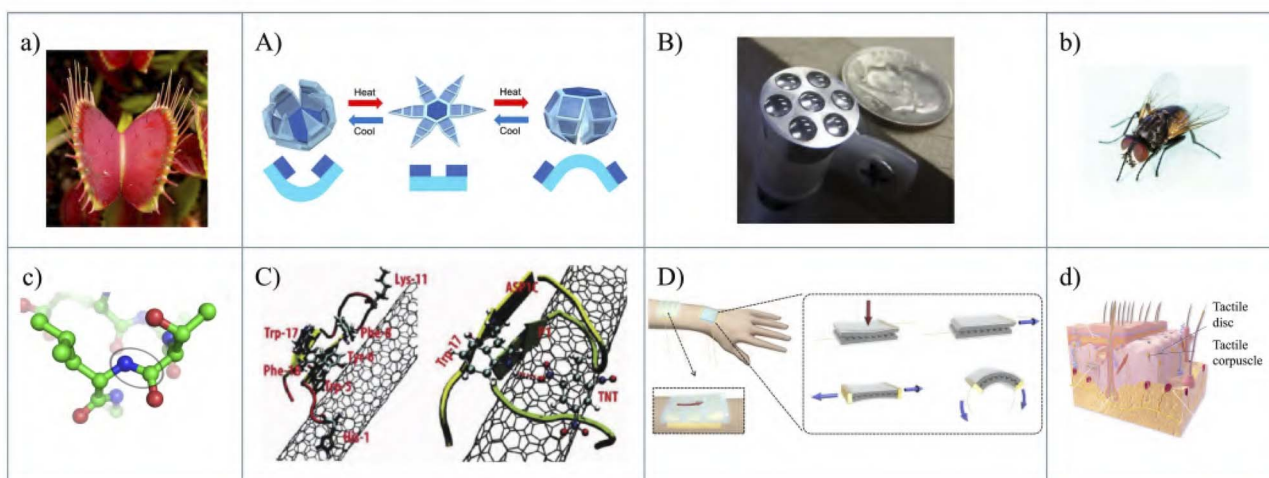 a)
A)
Heat
Heat
Cool
Cool
B)
b)
c)
C)
Lys-11
Trp-17
Phe-8
Phe-
His-1
Trp-17
TNT
D)
d)
Tactile
disc
Tactile
corpuscle